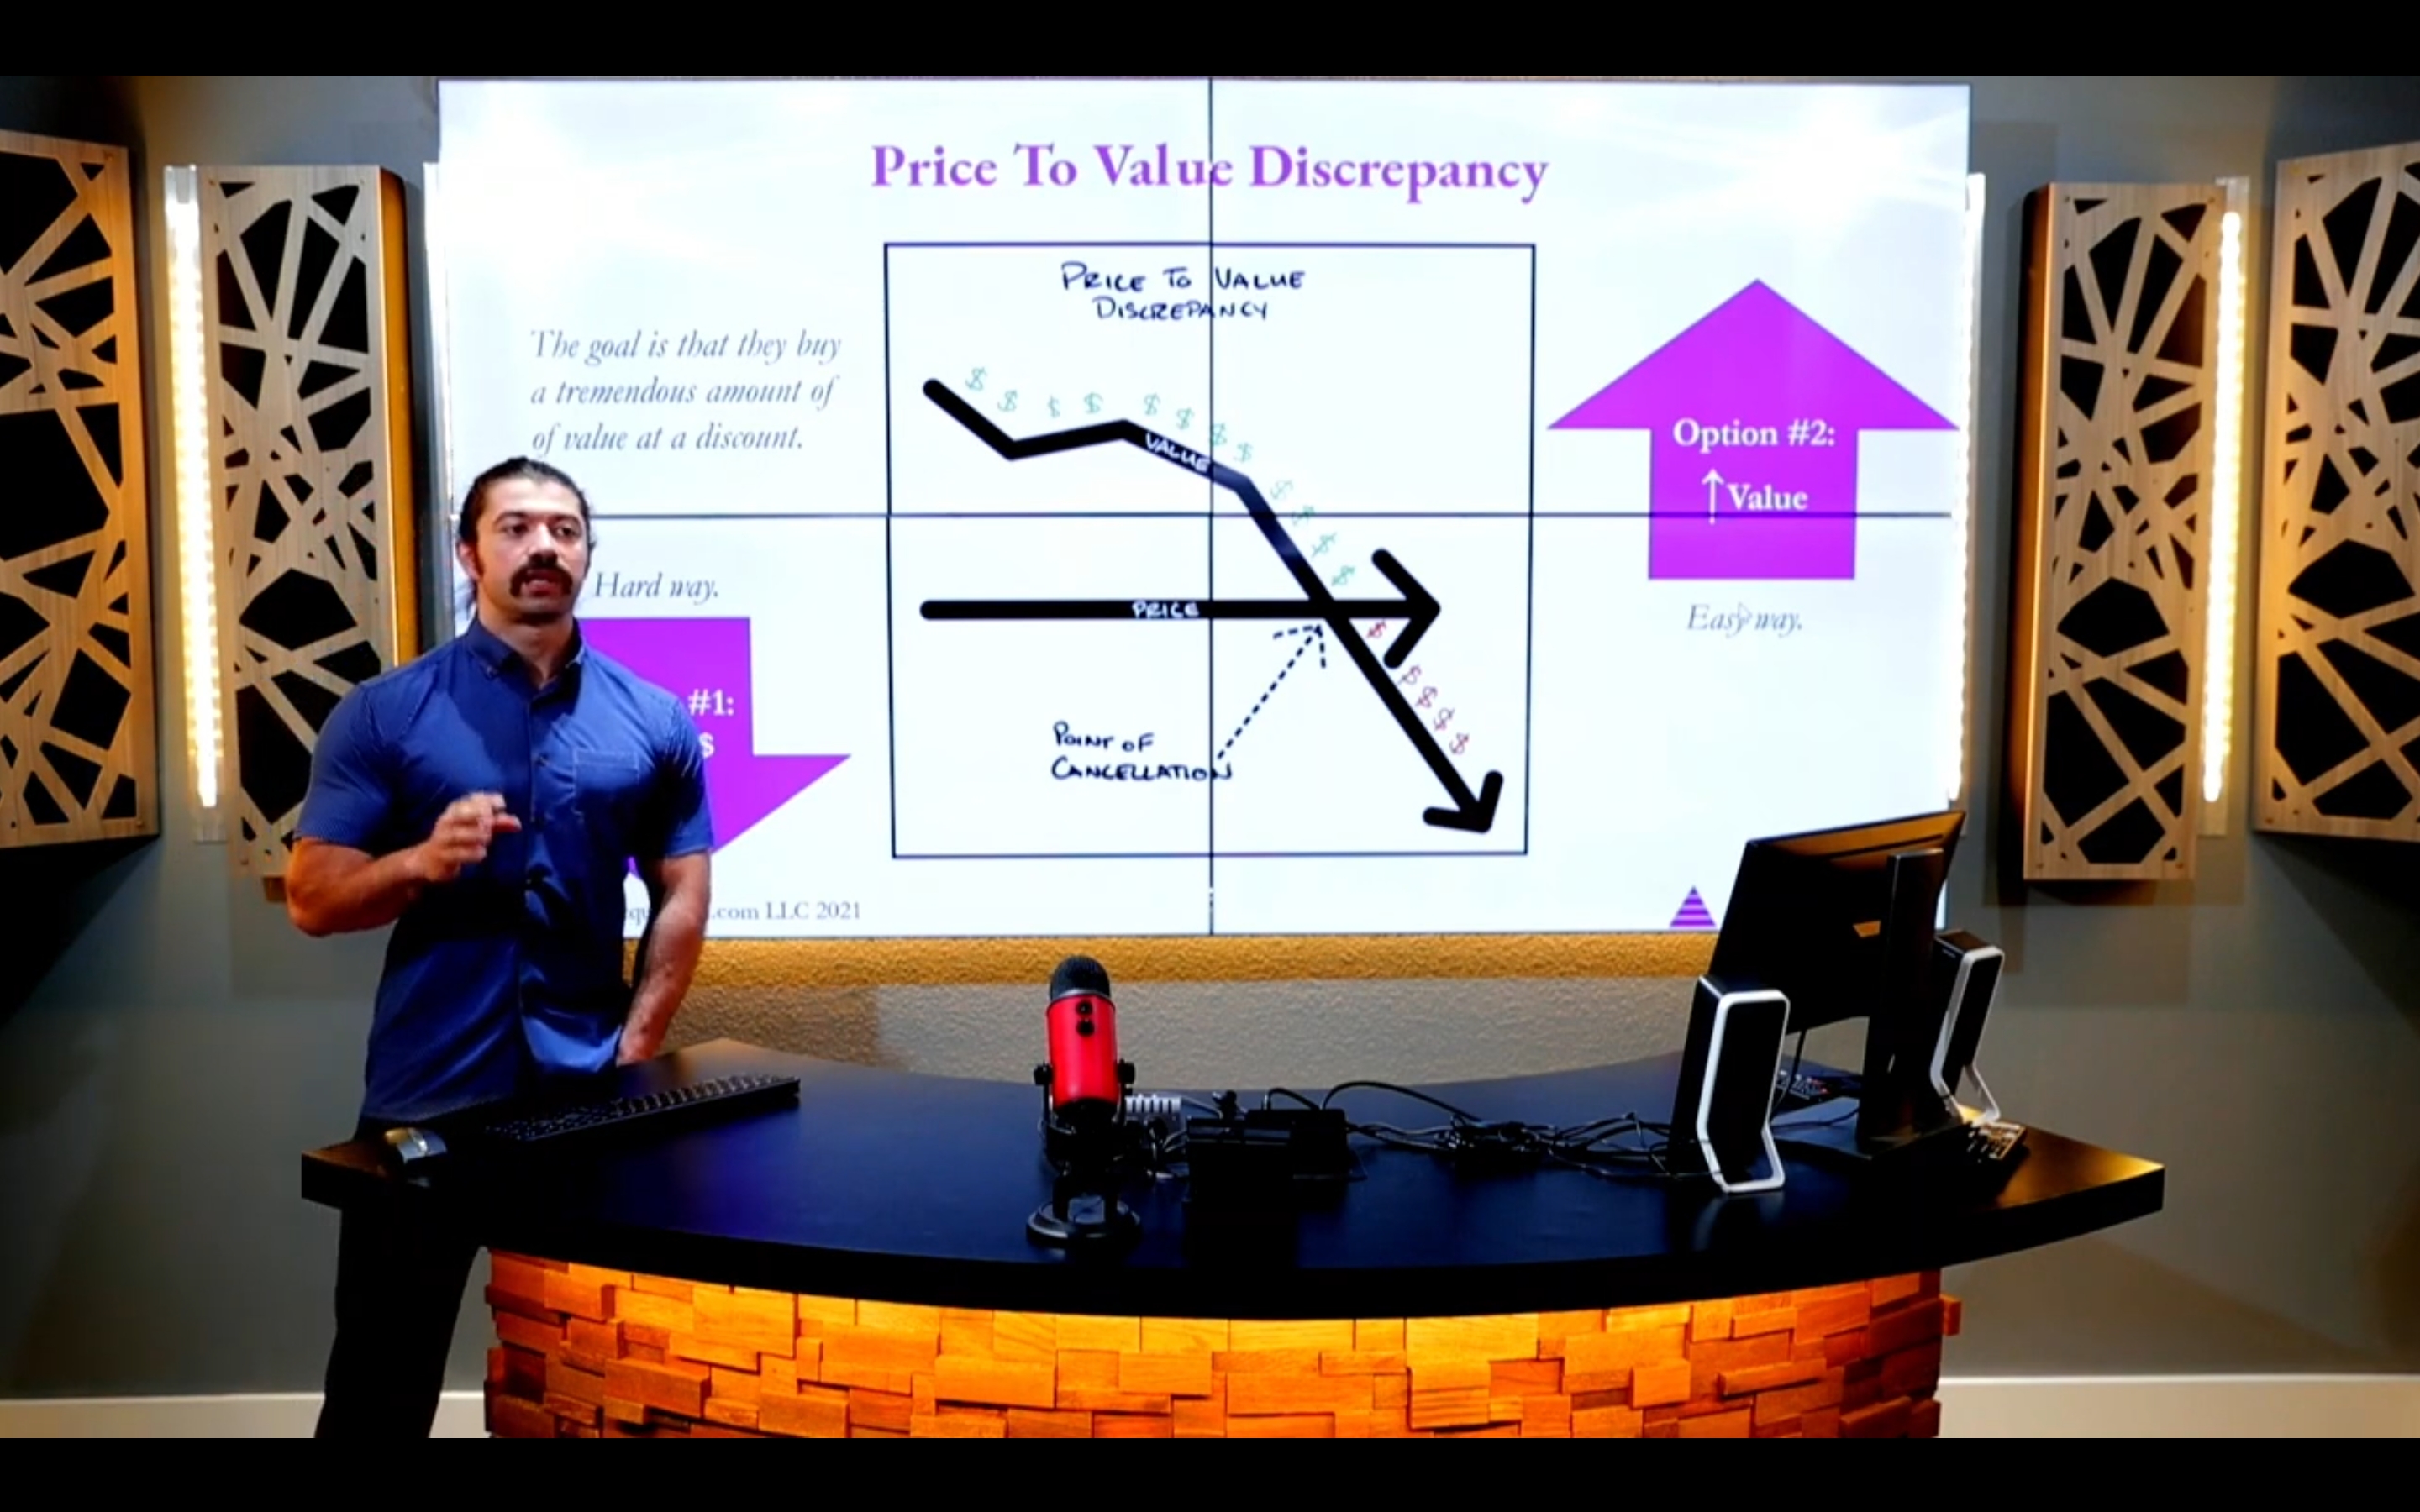 Price To Value Discrepancy
The goal is that they buy
a tremendous amount of
of value at a discount.
PRICE TO VALUE
DISCREPANCY
$ $ $ $ $ $ $ $ $ $ $ $
VALUE
PRICE
$ $ $ $ $
POINT OF
CANCELLATION
Hard way.
#1:
$
Option #2:
↑Value
Easy way.
.com LLC 2021